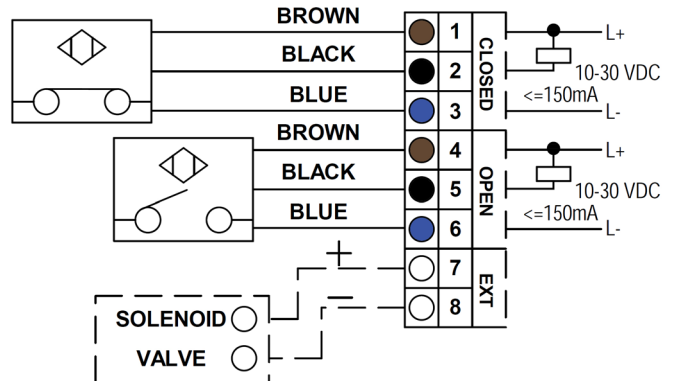 BROWN
BLACK
BLUE
1
2
3
CLOSED
L+
10-30 VDC
<=150mA
L-
BROWN
BLACK
BLUE
4
5
6
OPEN
L+
10-30 VDC
<=150mA
L-
+
−
7
8
EXT
SOLENOID
VALVE